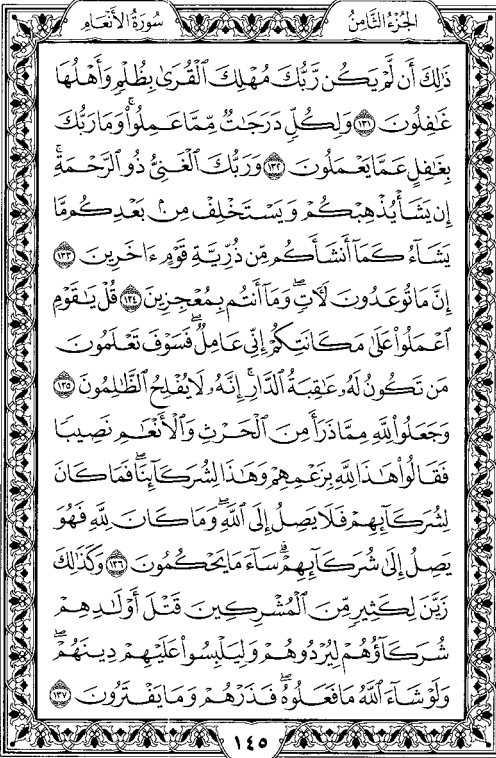 سُورَةُ الأَنْعَامِ
الجُزْءُ الثَّامِنُ
ذَٰلِكَ أَن لَّمْ يَكُن رَّبُّكَ مُهْلِكَ ٱلْقُرَىٰ بِظُلْمٍ وَأَهْلُهَا
غَٰفِلُونَ ١٣١ وَلِكُلٍّ دَرَجَٰتٌ مِّمَّا عَمِلُوا۟ ۚ وَمَا رَبُّكَ
بِغَٰفِلٍ عَمَّا يَعْمَلُونَ ١٣٢ وَرَبُّكَ ٱلْغَنِىُّ ذُو ٱلرَّحْمَةِ ۚ
إِن يَشَأْ يُذْهِبْكُمْ وَيَسْتَخْلِفْ مِنۢ بَعْدِكُم مَّا
يَشَآءُ كَمَآ أَنشَأَكُم مِّن ذُرِّيَّةِ قَوْمٍ ءَاخَرِينَ ١٣٣
إِنَّ مَا تُوعَدُونَ لَءَاتٍ ۖ وَمَآ أَنتُم بِمُعْجِزِينَ ١٣٤ قُلْ يَٰقَوْمِ
ٱعْمَلُوا۟ عَلَىٰ مَكَانَتِكُمْ إِنِّى عَامِلٌ ۖ فَسَوْفَ تَعْلَمُونَ
مَن تَكُونُ لَهُۥ عَٰقِبَةُ ٱلدَّارِ ۗ إِنَّهُۥ لَا يُفْلِحُ ٱلظَّٰلِمُونَ ١٣٥
وَجَعَلُوا۟ لِلَّهِ مِمَّا ذَرَأَ مِنَ ٱلْحَرْثِ وَٱلْأَنْعَٰمِ نَصِيبًا
فَقَالُوا۟ هَٰذَا لِلَّهِ بِزَعْمِهِمْ وَهَٰذَا لِشُرَكَآئِنَا ۖ فَمَا كَانَ
لِشُرَكَآئِهِمْ فَلَا يَصِلُ إِلَى ٱللَّهِ ۖ وَمَا كَانَ لِلَّهِ فَهُوَ
يَصِلُ إِلَىٰ شُرَكَآئِهِمْ ۗ سَآءَ مَا يَحْكُمُونَ ١٣٦ وَكَذَٰلِكَ
زَيَّنَ لِكَثِيرٍ مِّنَ ٱلْمُشْرِكِينَ قَتْلَ أَوْلَٰدِهِمْ
شُرَكَآؤُهُمْ لِيُرْدُوهُمْ وَلِيَلْبِسُوا۟ عَلَيْهِمْ دِينَهُمْ ۖ
وَلَوْ شَآءَ ٱللَّهُ مَا فَعَلُوهُ ۖ فَذَرْهُمْ وَمَا يَفْتَرُونَ ١٣٧
١٤٥